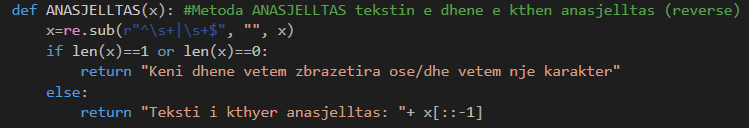 def ANASJELLTAS(x): #Metoda ANASJELLTAS tekstin e dhene e kthen anasjelltas (reverse)
    x=re.sub(r"^\s+|\s+$", "", x)
    if len(x)==1 or len(x)==0:
        return "Keni dhene vetem zbrazetira ose/dhe vetem nje karakter"
    else:
        return "Teksti i kthyer anasjelltas: "+ x[::-1]